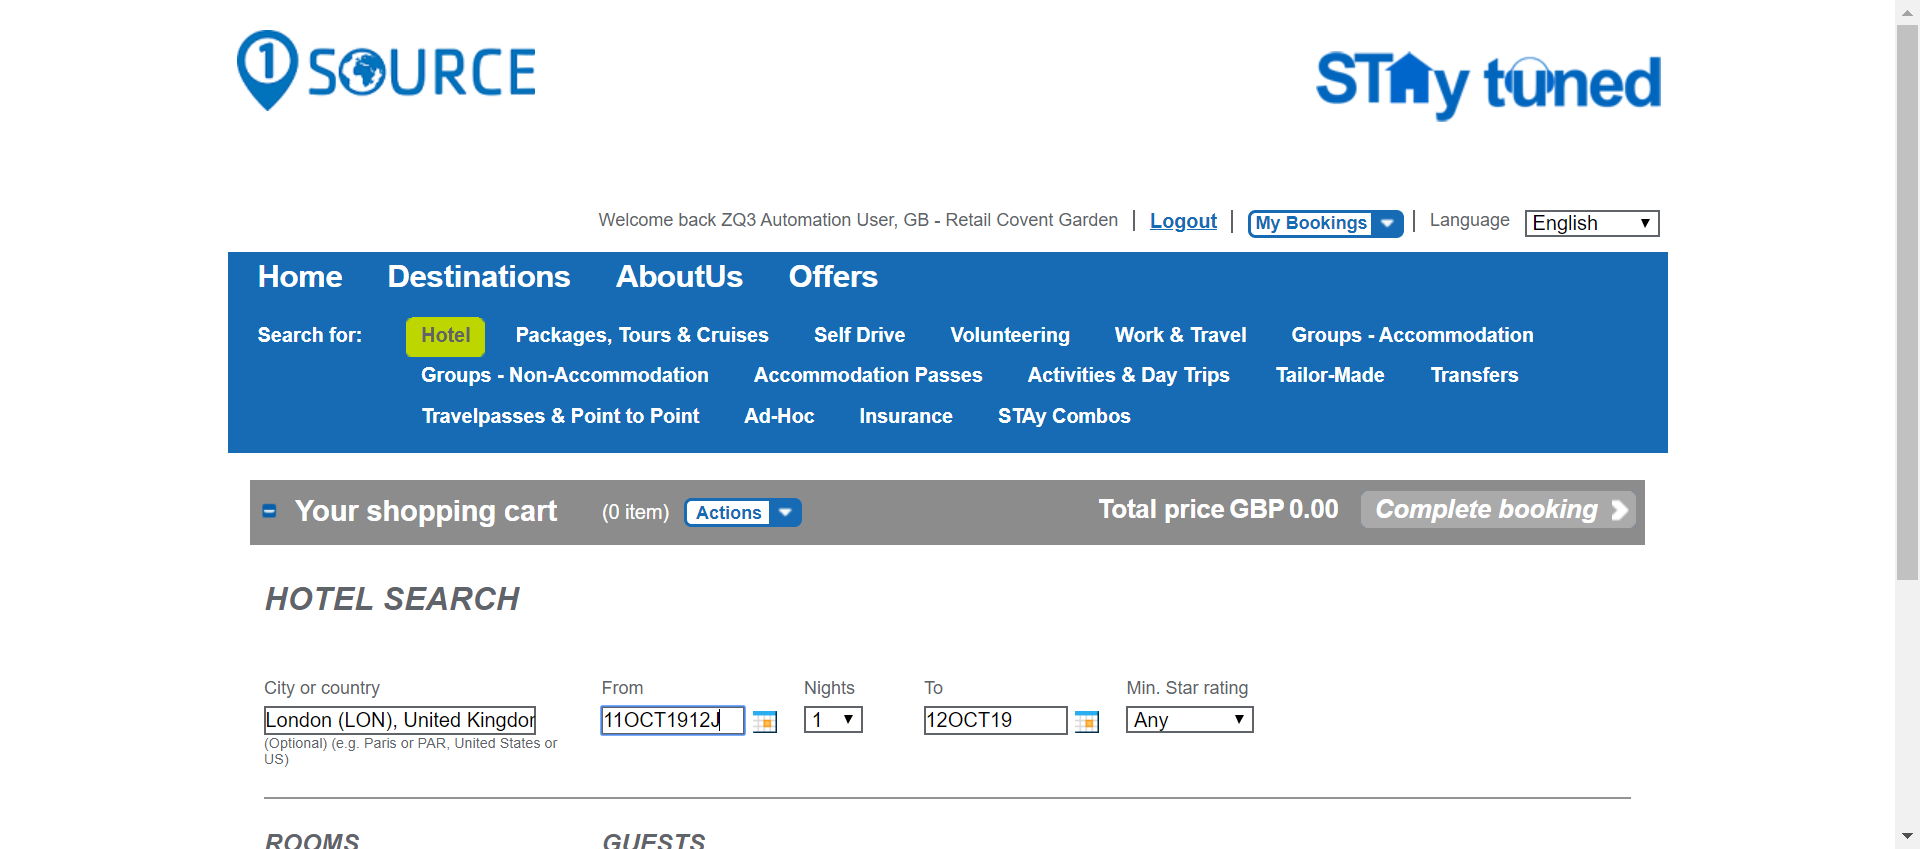 1 SOURCE
STAy tuned
Welcome back ZQ3 Automation User, GB - Retail Covent Garden | Logout | My Bookings | Language English
Home Destinations AboutUs Offers
Search for: Hotel Packages, Tours & Cruises Self Drive Volunteering Work & Travel Groups - Accommodation
Groups - Non-Accommodation Accommodation Passes Activities & Day Trips Tailor-Made Transfers
Travelpasses & Point to Point Ad-Hoc Insurance STAy Combos
Your shopping cart (0 item) Actions Total price GBP 0.00 Complete booking
HOTEL SEARCH
City or country From Nights To Min. Star rating
London (LON), United Kingdor 11OCT1912J 1 12OCT19 Any
(Optional) (e.g. Paris or PAR, United States or
US)
ROOMS GUESTS